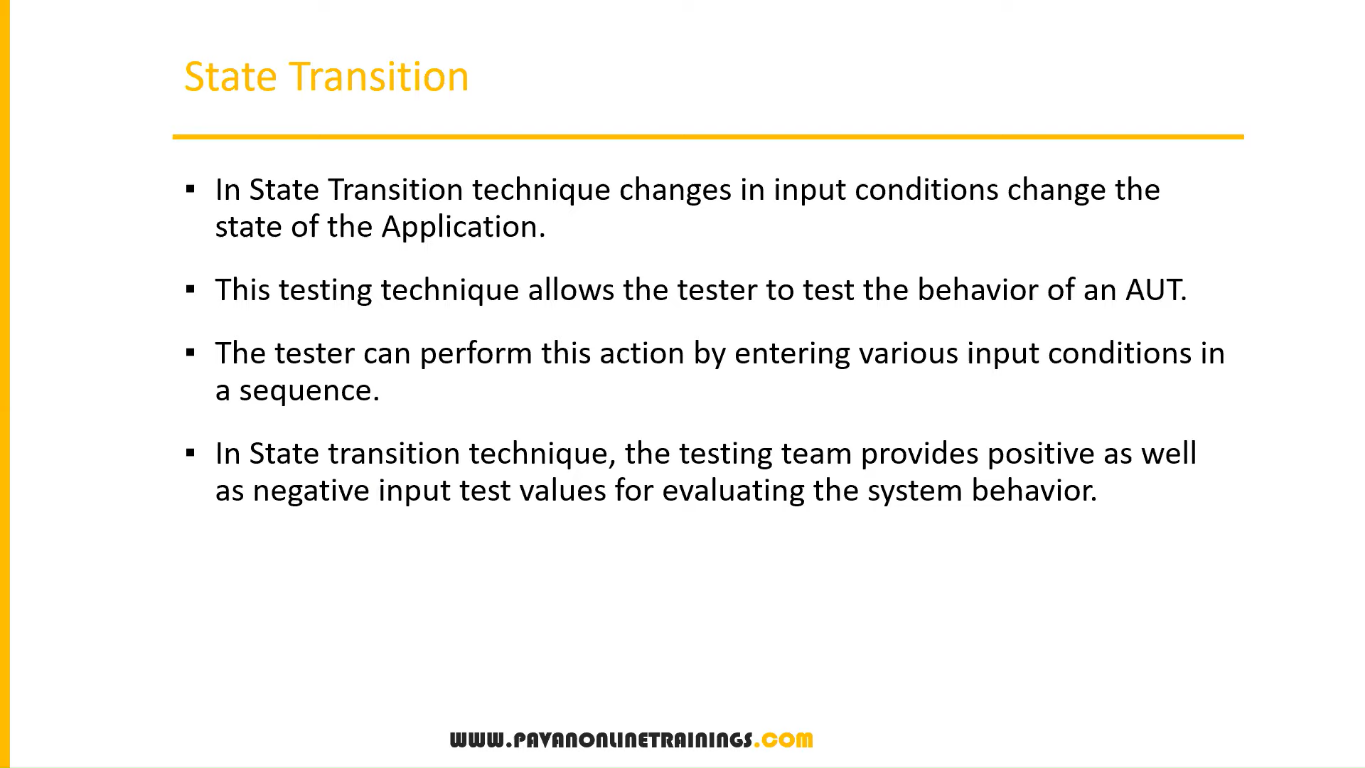 State Transition
▪ In State Transition technique changes in input conditions change the
state of the Application.
▪ This testing technique allows the tester to test the behavior of an AUT.
▪ The tester can perform this action by entering various input conditions in
a sequence.
▪ In State transition technique, the testing team provides positive as well
as negative input test values for evaluating the system behavior.
WWW.PAVANONLINETRAININGS.COM